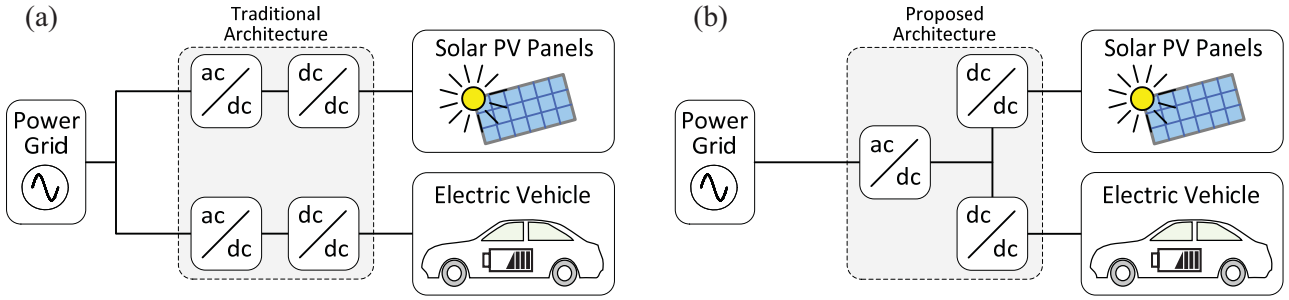 (a)
Traditional
Architecture
Power
Grid
ac
dc
dc
dc
Solar PV Panels
ac
dc
dc
dc
Electric Vehicle
(b)
Proposed
Architecture
Power
Grid
ac
dc
dc
dc
Solar PV Panels
dc
dc
Electric Vehicle